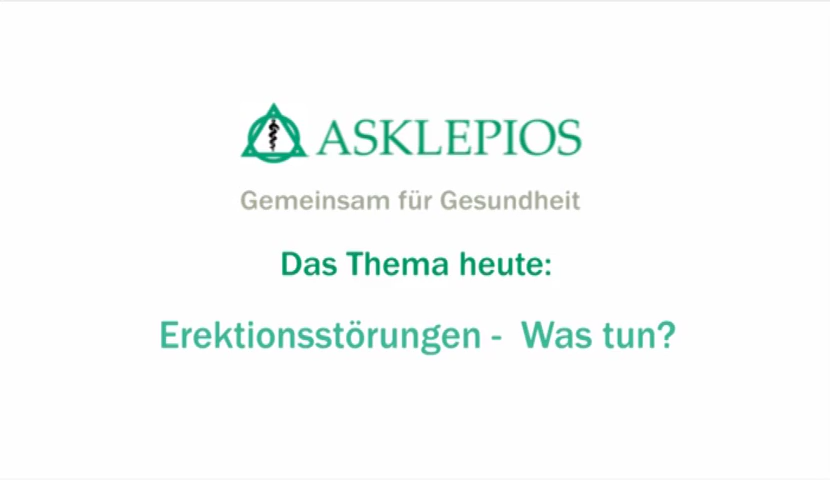 ASKLEPIOS
Gemeinsam für Gesundheit
Das Thema heute:
Erektionsstörungen - Was tun?